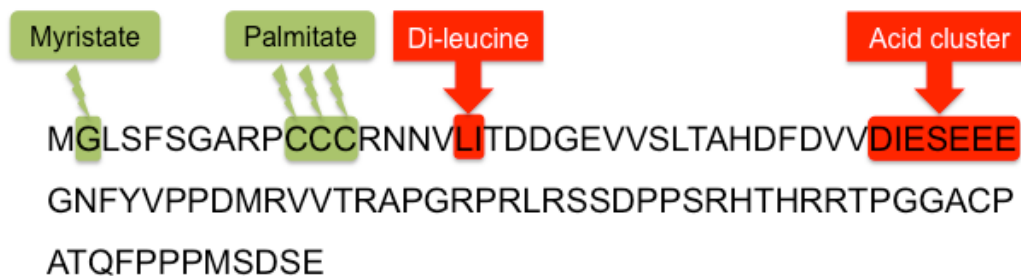 Myristate Palmitate Di-leucine Acid cluster
MGLSFSGARPCCCRNNVLITDDGEVVSLTAHDFDVVDIESEEE
GNFYVPPDMRVVTRAPGRPRLRSSDPPSRHTHRRTPGGACP
ATQFPPPMSDSE